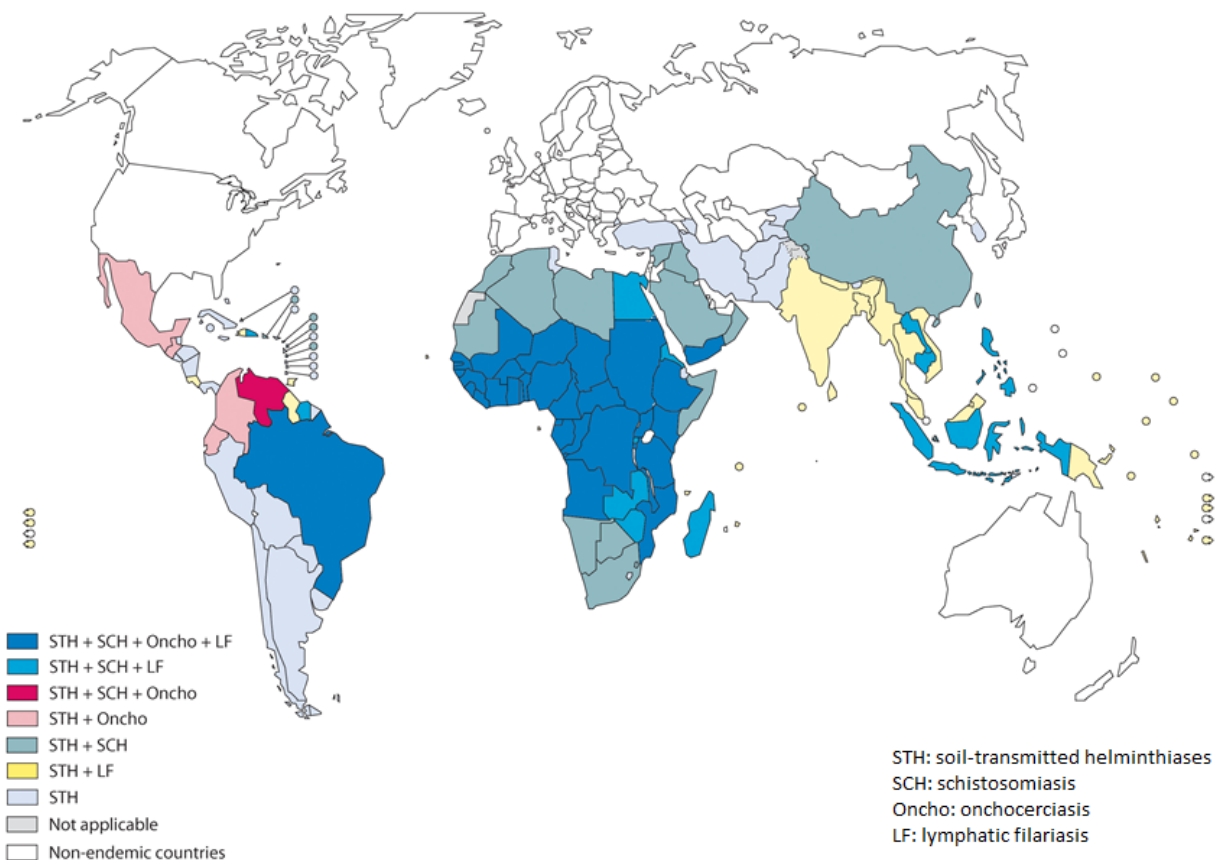 STH + SCH + Oncho + LF
STH + SCH + LF
STH + SCH + Oncho
STH + Oncho
STH + SCH
STH + LF
STH
Not applicable
Non-endemic countries
STH: soil-transmitted helminthiases
SCH: schistosomiasis
Oncho: onchocerciasis
LF: lymphatic filariasis